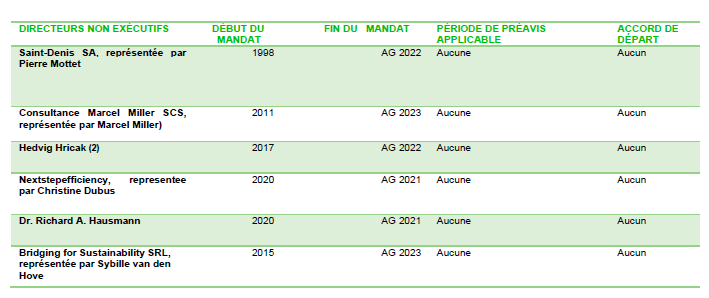 DIRECTEURS NON EXÉCUTIFS DÉBUT DU MANDAT FIN DU MANDAT PÉRIODE DE PRÉAVIS APPLICABLE ACCORD DE DÉPART
Saint-Denis SA, représentée par Pierre Mottet 1998 AG 2022 Aucune Aucun
Consultance Marcel Miller SCS, représentée par Marcel Miller) 2011 AG 2023 Aucune Aucun
Hedvig Hricak (2) 2017 AG 2022 Aucune Aucun
Nextstepefficiency, representee par Christine Dubus 2020 AG 2021 Aucune Aucun
Dr. Richard A. Hausmann 2020 AG 2021 Aucune Aucun
Bridging for Sustainability SRL, représentée par Sybille van den Hove 2015 AG 2023 Aucune Aucun